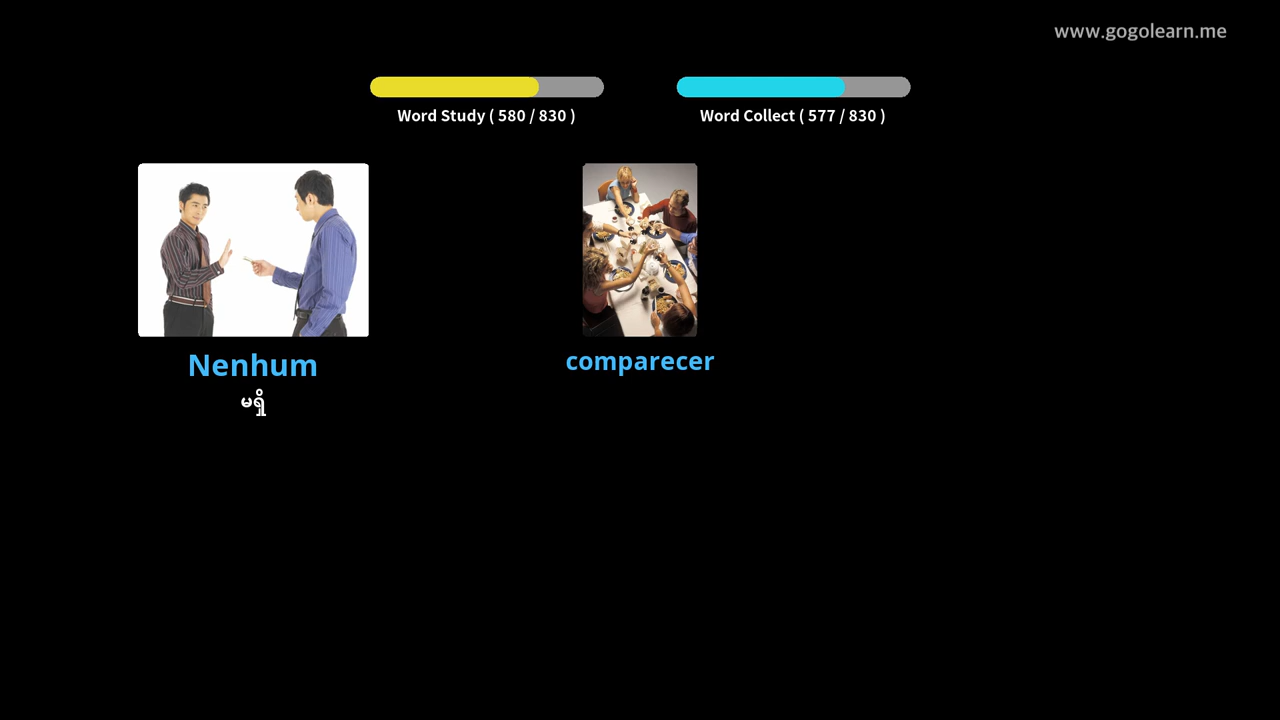 www.gogolearn.me
Word Study ( 580 / 830 )
Word Collect ( 577 / 830 )
Nenhum
မရှိ
comparecer